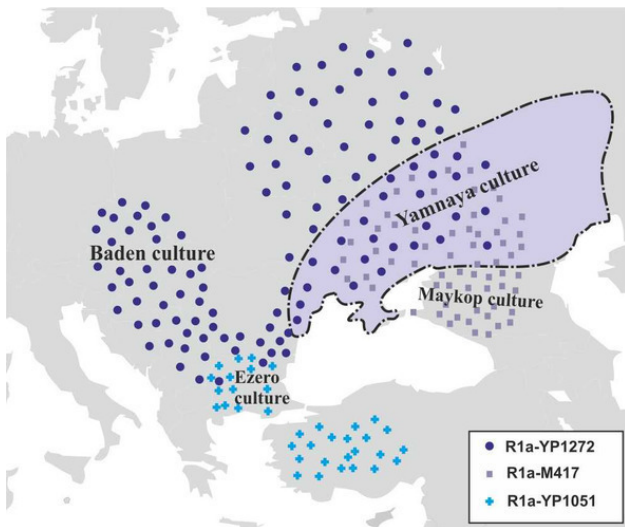 Yamnaya culture
Baden culture
Maykop culture
Ezero
culture
R1a-YP1272
R1a-M417
R1a-YP1051